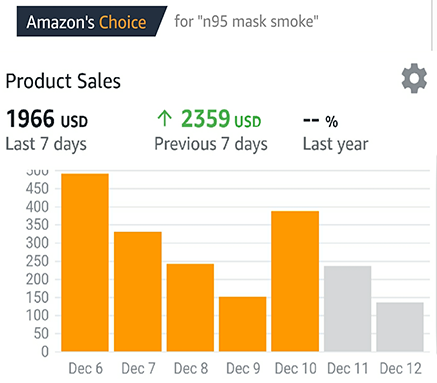 Amazon's Choice for "n95 mask smoke"
Product Sales
1966 USD ↑ 2359 USD -- %
Last 7 days Previous 7 days Last year
500
450
400
350
300
250
200
150
100
50
0
Dec 6 Dec 7 Dec 8 Dec 9 Dec 10 Dec 11 Dec 12